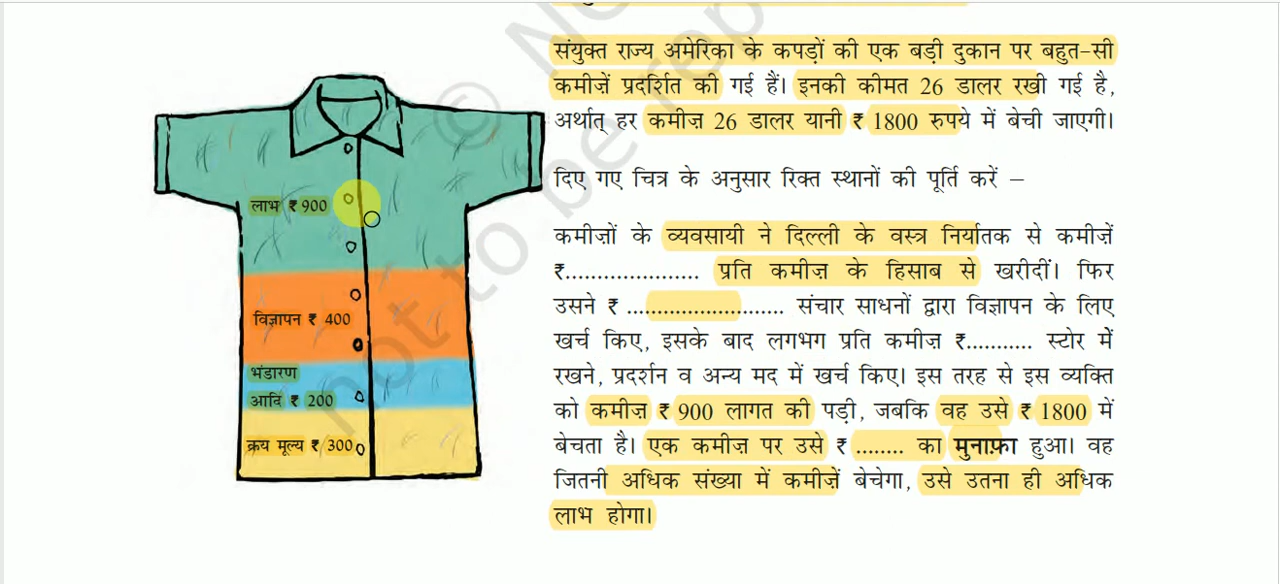 लाभ ₹ 900
विज्ञापन ₹ 400
भंडारण
आदि ₹ 200
क्रय मूल्य ₹ 300
संयुक्त राज्य अमेरिका के कपड़ों की एक बड़ी दुकान पर बहुत-सी
कमीज़ें प्रदर्शित की गई हैं। इनकी कीमत 26 डालर रखी गई है,
अर्थात् हर कमीज़ 26 डालर यानी ₹ 1800 रुपये में बेची जाएगी।
दिए गए चित्र के अनुसार रिक्त स्थानों की पूर्ति करें –
कमीज़ों के व्यवसायी ने दिल्ली के वस्त्र निर्यातक से कमीज़ें
₹..................... प्रति कमीज़ के हिसाब से खरीदीं। फिर
उसने ₹ ......................... संचार साधनों द्वारा विज्ञापन के लिए
खर्च किए, इसके बाद लगभग प्रति कमीज़ ₹........... स्टोर में
रखने, प्रदर्शन व अन्य मद में खर्च किए। इस तरह से इस व्यक्ति
को कमीज़ ₹ 900 लागत की पड़ी, जबकि वह उसे ₹ 1800 में
बेचता है। एक कमीज़ पर उसे ₹ ........ का मुनाफ़ा हुआ। वह
जितनी अधिक संख्या में कमीज़ें बेचेगा, उसे उतना ही अधिक
लाभ होगा।
© N
not to be rep